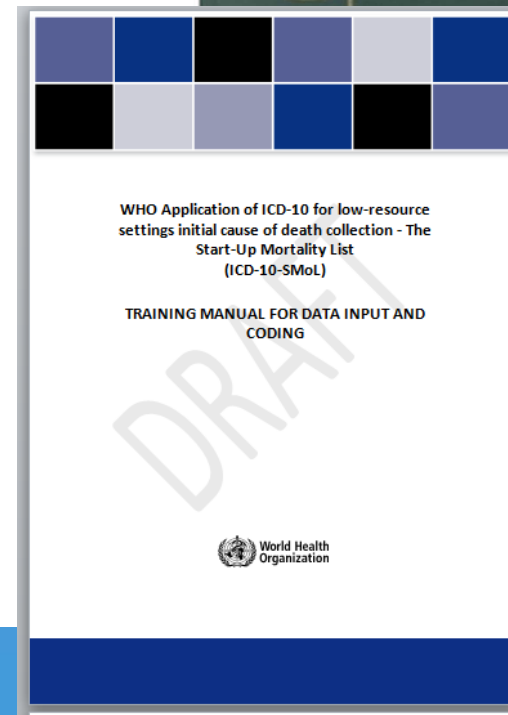 WHO Application of ICD-10 for low-resource
settings initial cause of death collection - The
Start-Up Mortality List
(ICD-10-SMoL)
TRAINING MANUAL FOR DATA INPUT AND
CODING
DRAFT
World Health
Organization